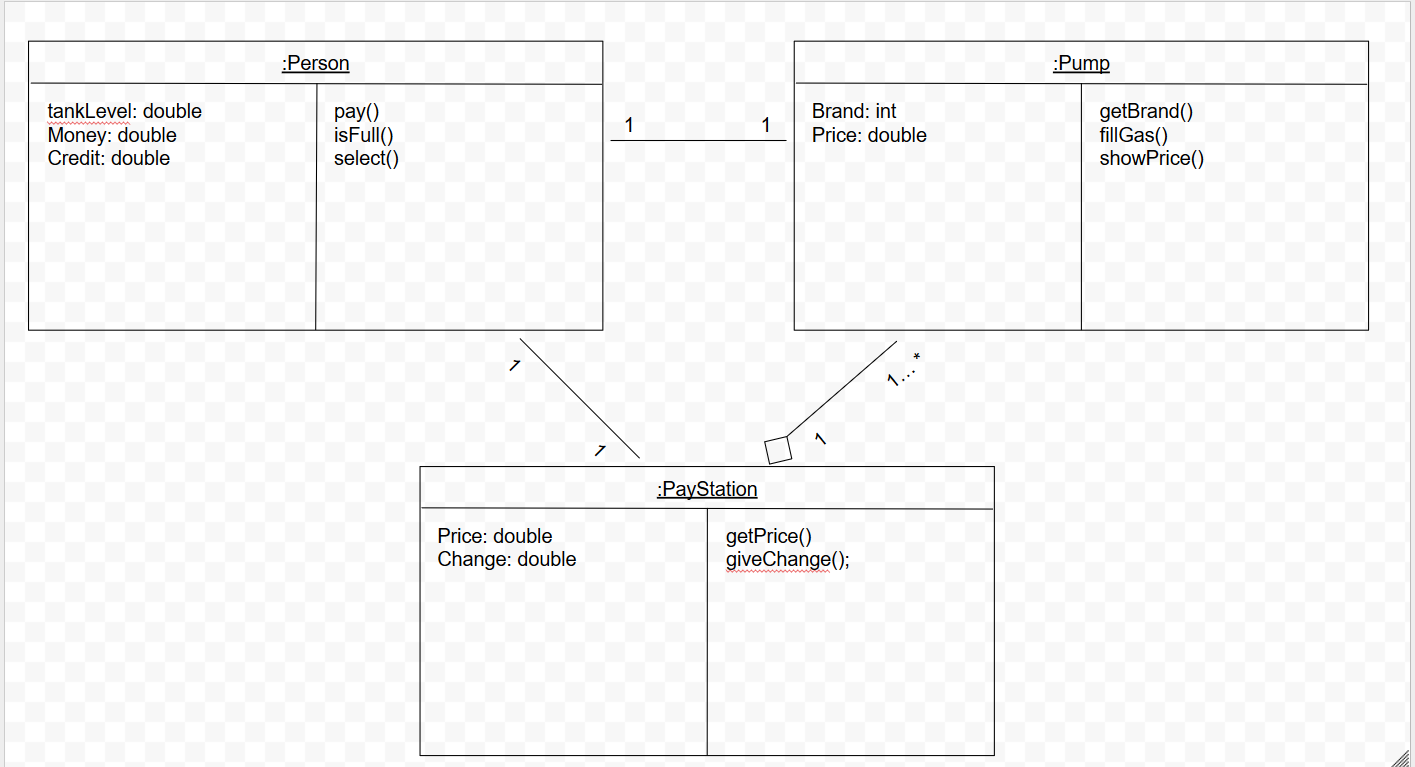 :Person
tankLevel: double
Money: double
Credit: double
pay()
isFull()
select()
1
1
:Pump
Brand: int
Price: double
getBrand()
fillGas()
showPrice()
1
1
1...*
1
:PayStation
Price: double
Change: double
getPrice()
giveChange();